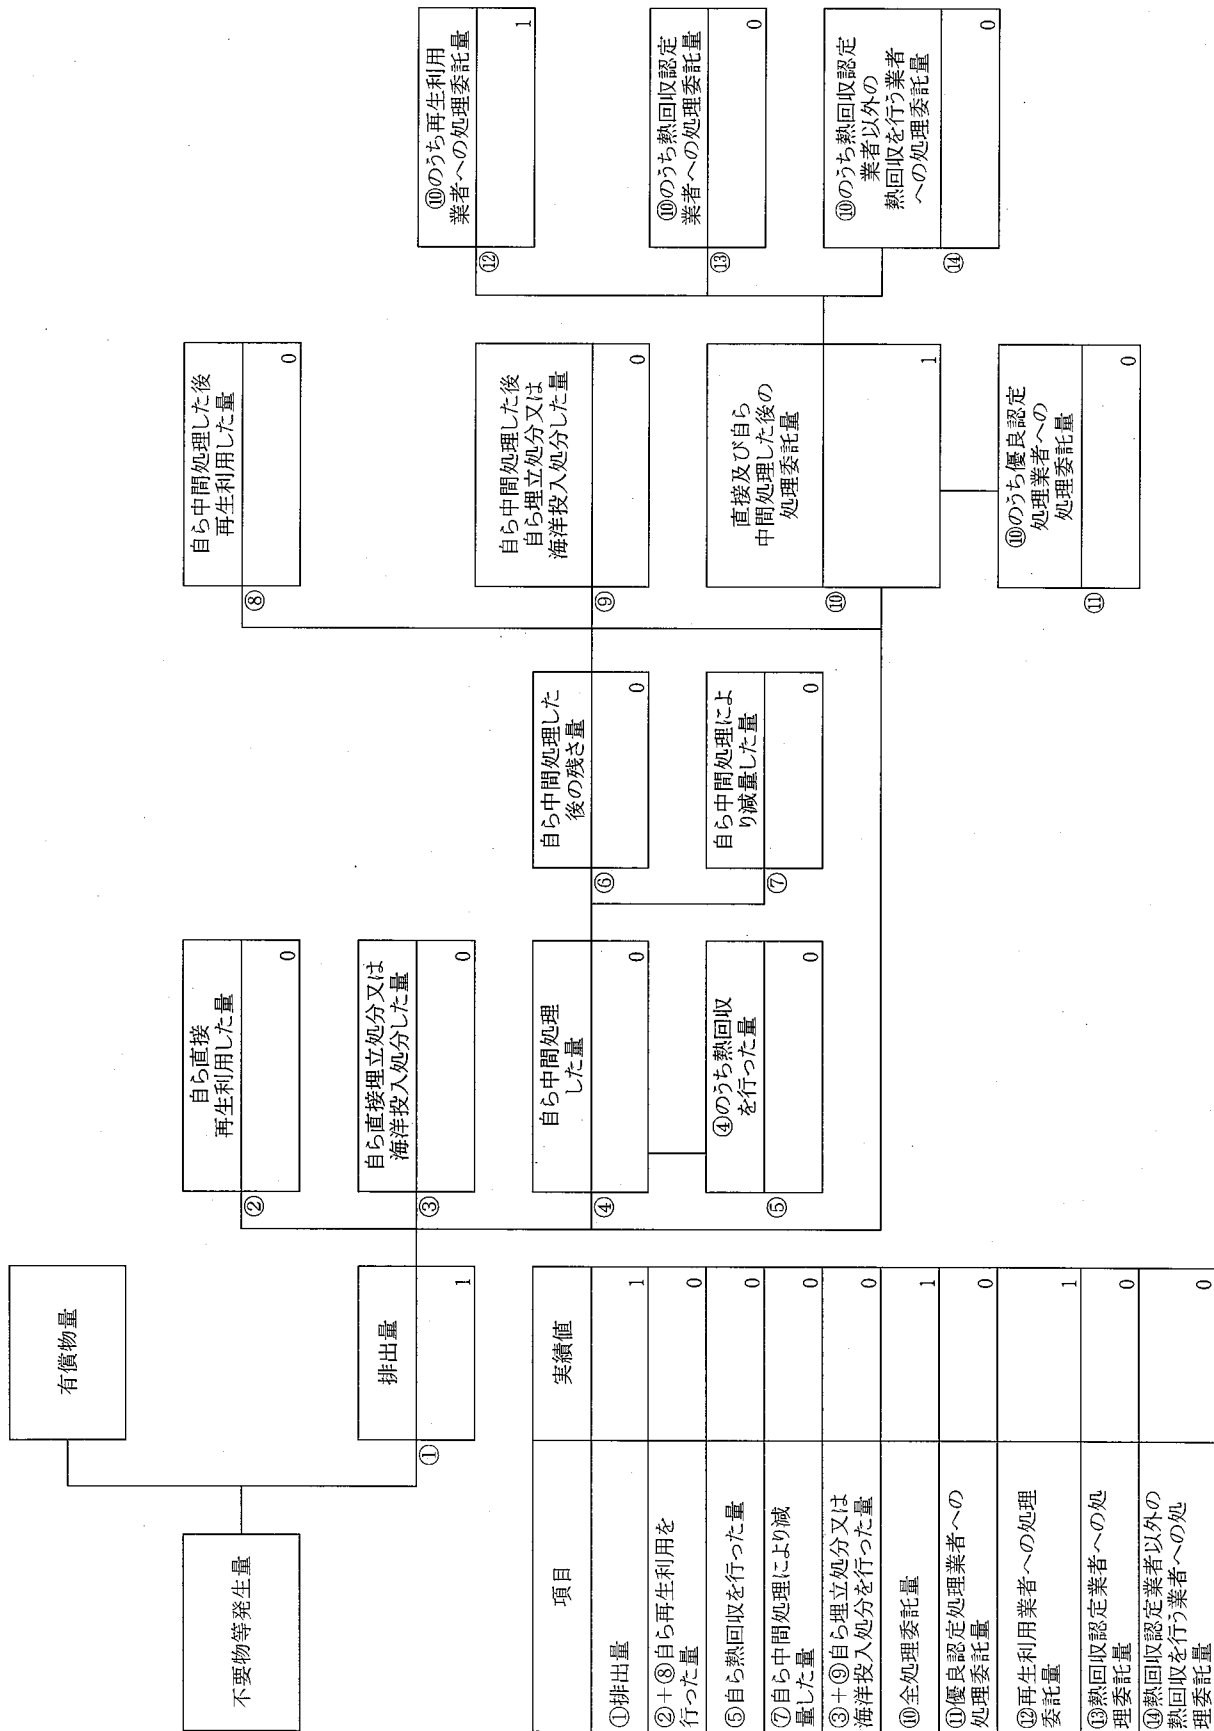 不要物等発生量
有償物量
排出量
①
1
自ら直接
再生利用した量
②
0
自ら直接埋立処分又は
海洋投入処分した量
③
0
自ら中間処理
した量
④
0
④のうち熱回収
を行った量
⑤
0
自ら中間処理した
後の残さ量
⑥
0
自ら中間処理によ
り減量した量
⑦
0
自ら中間処理した後
再生利用した量
⑧
0
自ら中間処理した後
自ら埋立処分又は
海洋投入処分した量
⑨
0
直接及び自ら
中間処理した後の
処理委託量
⑩
1
⑩のうち優良認定
処理業者への
処理委託量
⑪
0
⑩のうち再生利用
業者への処理委託量
⑫
1
⑩のうち熱回収認定
業者への処理委託量
⑬
0
⑩のうち熱回収認定
業者以外の
熱回収を行う業者
への処理委託量
⑭
0
項目 実績値
①排出量 1
②+⑧自ら再生利用を
行った量 0
⑤自ら熱回収を行った量 0
⑦自ら中間処理により減
量した量 0
③+⑨自ら埋立処分又は
海洋投入処分を行った量 0
⑩全処理委託量 1
⑪優良認定処理業者への
処理委託量 0
⑫再生利用業者への処理
委託量 1
⑬熱回収認定業者への処
理委託量 0
⑭熱回収認定業者以外の
熱回収を行う業者への処
理委託量 0